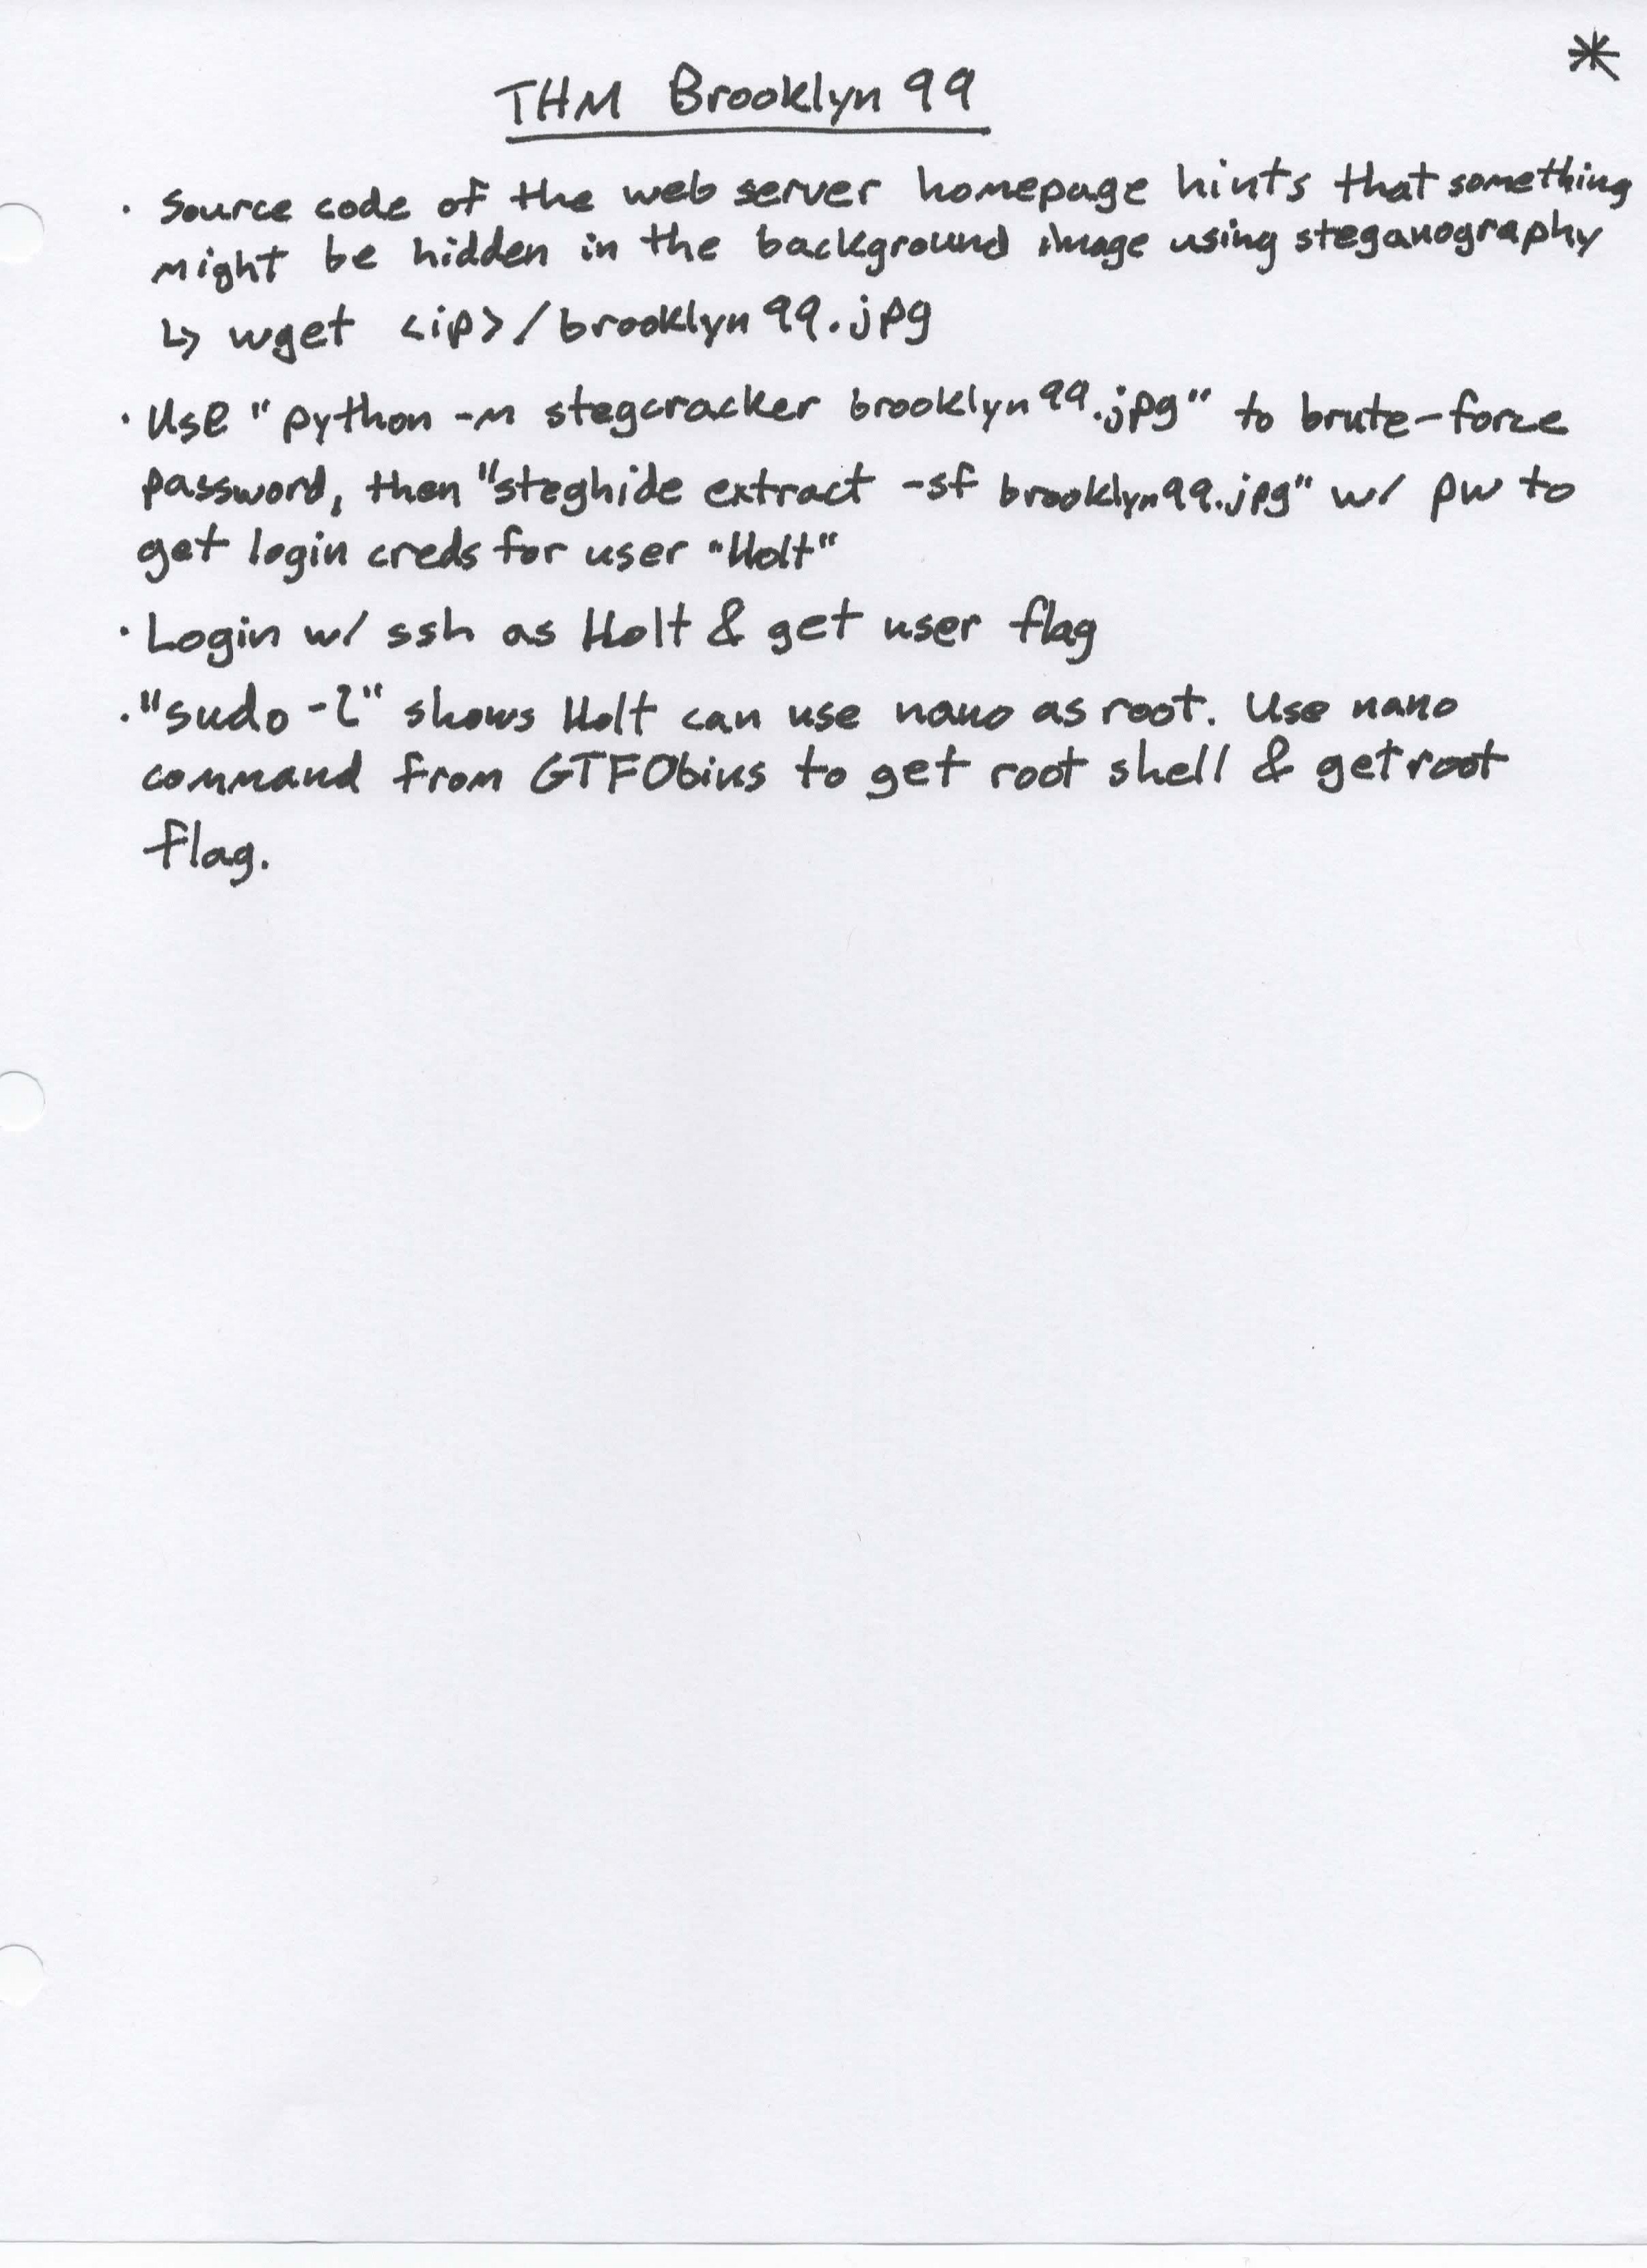 *
THM Brooklyn 99
· Source code of the web server homepage hints that something
might be hidden in the background image using steganography
↳ wget <ip>/brooklyn99.jpg
· Use "python -m stegcracker brooklyn99.jpg" to brute-force
password, then "steghide extract -sf brooklyn99.jpg" w/ pw to
get login creds for user "Holt"
· Login w/ ssh as Holt & get user flag
· "sudo -l" shows Holt can use nano as root. Use nano
command from GTFObins to get root shell & get root
flag.